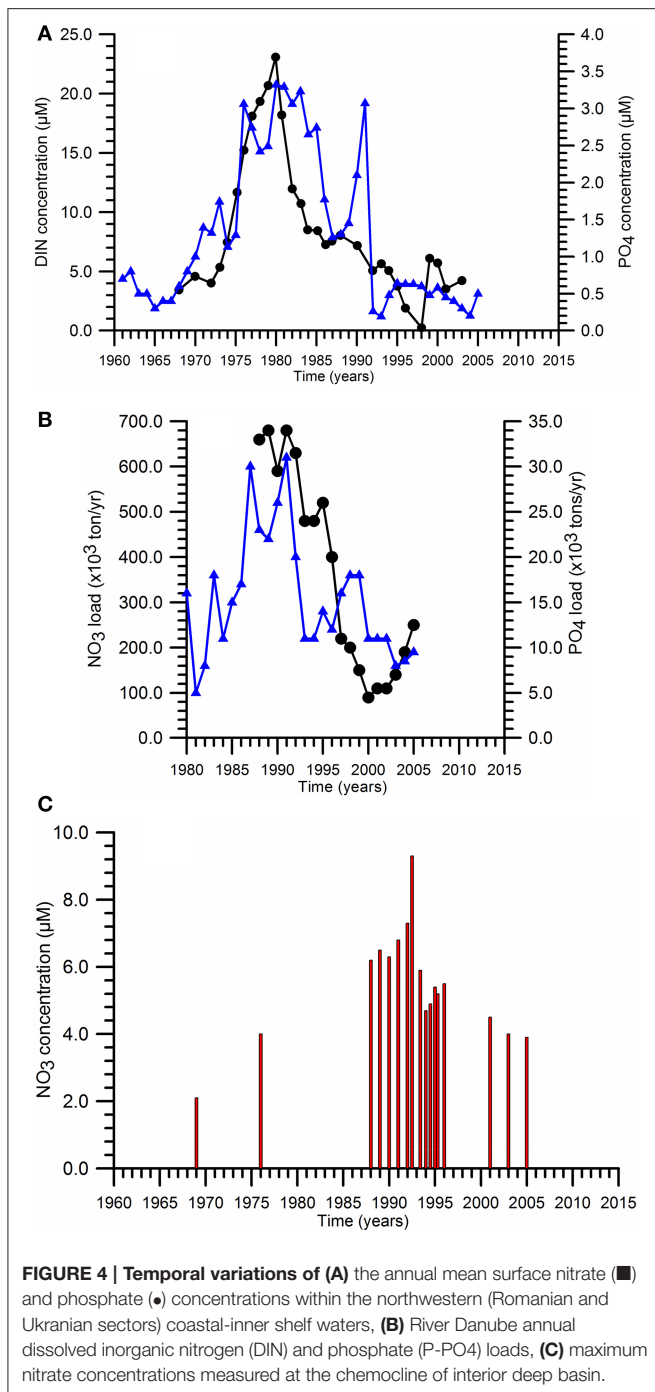 A
25.0
20.0
15.0
10.0
5.0
0.0
DIN concentration (µM)
4.0
3.5
3.0
2.5
2.0
1.5
1.0
0.5
0.0
PO4 concentration (µM)
1960 1965 1970 1975 1980 1985 1990 1995 2000 2005 2010 2015
Time (years)
B
700.0
600.0
500.0
400.0
300.0
200.0
100.0
0.0
NO3 load (x10³ ton/yr)
35.0
30.0
25.0
20.0
15.0
10.0
5.0
0.0
PO4 load (x10³ tons/yr)
1980 1985 1990 1995 2000 2005 2010 2015
Time (years)
C
10.0
8.0
6.0
4.0
2.0
0.0
NO3 concentration (µM)
1960 1965 1970 1975 1980 1985 1990 1995 2000 2005 2010 2015
Time (years)
FIGURE 4 | Temporal variations of (A) the annual mean surface nitrate (■)
and phosphate (●) concentrations within the northwestern (Romanian and
Ukranian sectors) coastal-inner shelf waters, (B) River Danube annual
dissolved inorganic nitrogen (DIN) and phosphate (P-PO4) loads, (C) maximum
nitrate concentrations measured at the chemocline of interior deep basin.